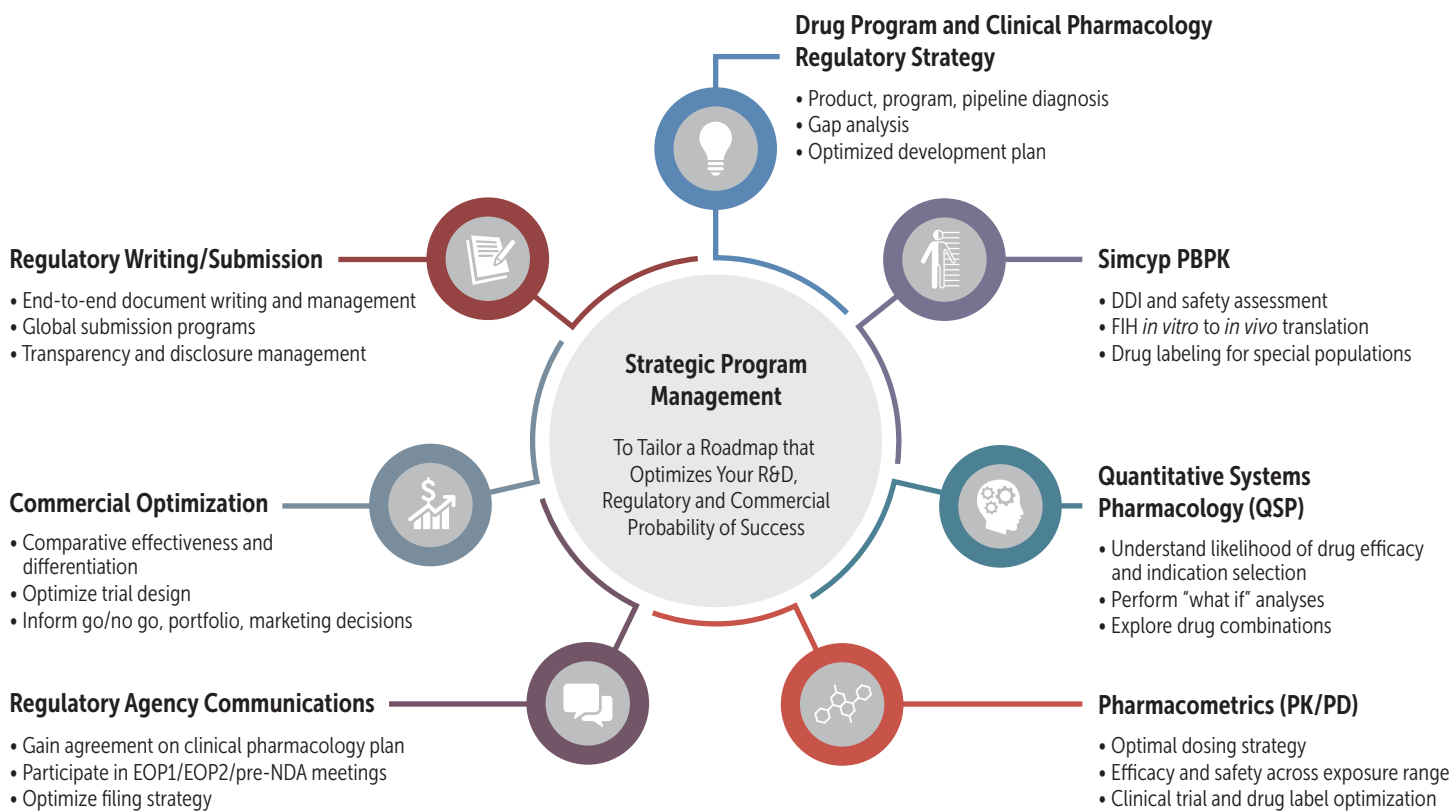 Drug Program and Clinical Pharmacology
Regulatory Strategy
• Product, program, pipeline diagnosis
• Gap analysis
• Optimized development plan
Simcyp PBPK
• DDI and safety assessment
• FIH in vitro to in vivo translation
• Drug labeling for special populations
Quantitative Systems
Pharmacology (QSP)
• Understand likelihood of drug efficacy
and indication selection
• Perform “what if” analyses
• Explore drug combinations
Pharmacometrics (PK/PD)
• Optimal dosing strategy
• Efficacy and safety across exposure range
• Clinical trial and drug label optimization
Regulatory Agency Communications
• Gain agreement on clinical pharmacology plan
• Participate in EOP1/EOP2/pre-NDA meetings
• Optimize filing strategy
Commercial Optimization
• Comparative effectiveness and
differentiation
• Optimize trial design
• Inform go/no go, portfolio, marketing decisions
$
Regulatory Writing/Submission
• End-to-end document writing and management
• Global submission programs
• Transparency and disclosure management
Strategic Program
Management
To Tailor a Roadmap that
Optimizes Your R&D,
Regulatory and Commercial
Probability of Success